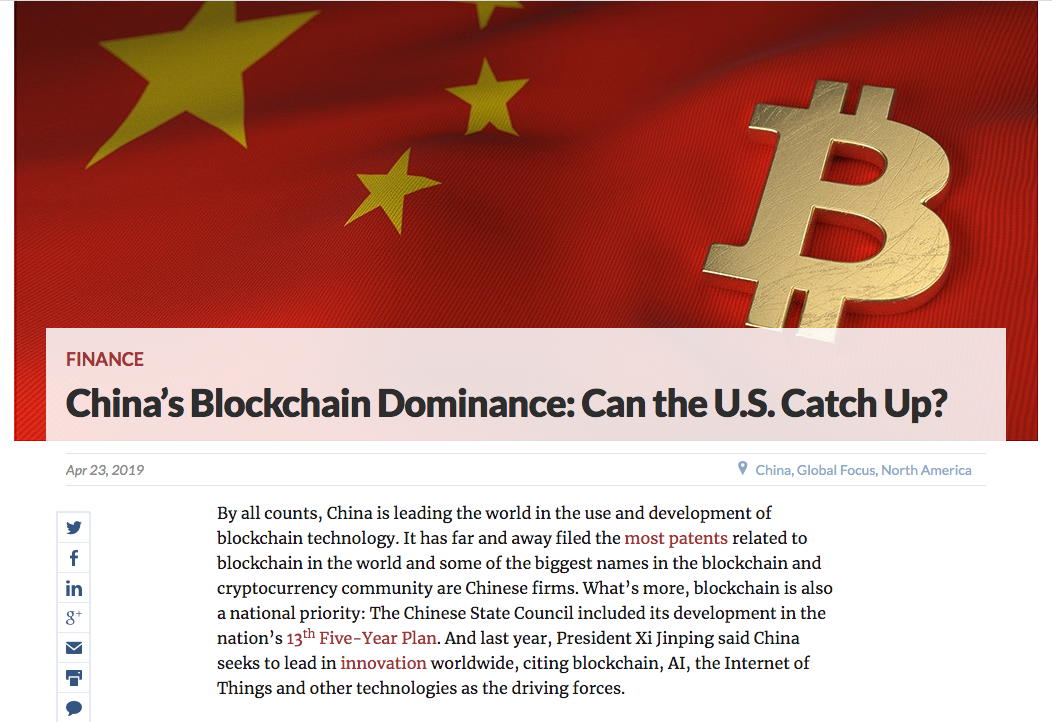 FINANCE
China's Blockchain Dominance: Can the U.S. Catch Up?
Apr 23, 2019
China, Global Focus, North America
By all counts, China is leading the world in the use and development of
blockchain technology. It has far and away filed the most patents related to
blockchain in the world and some of the biggest names in the blockchain and
cryptocurrency community are Chinese firms. What's more, blockchain is also
a national priority: The Chinese State Council included its development in the
nation's 13th Five-Year Plan. And last year, President Xi Jinping said China
seeks to lead in innovation worldwide, citing blockchain, AI, the Internet of
Things and other technologies as the driving forces.
f
in
g+